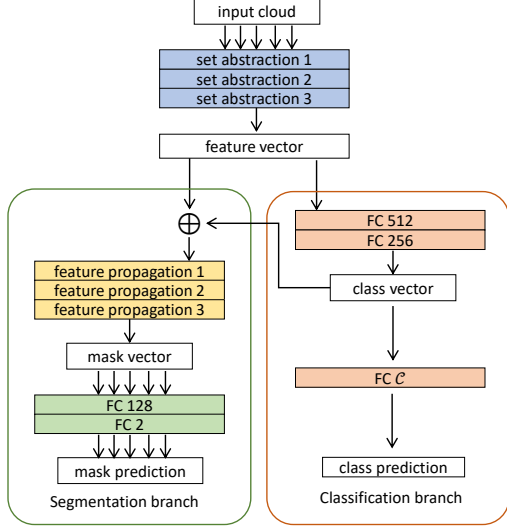 input cloud
set abstraction 1
set abstraction 2
set abstraction 3
feature vector
feature propagation 1
feature propagation 2
feature propagation 3
mask vector
FC 128
FC 2
mask prediction
Segmentation branch
FC 512
FC 256
class vector
FC 𝒞
class prediction
Classification branch